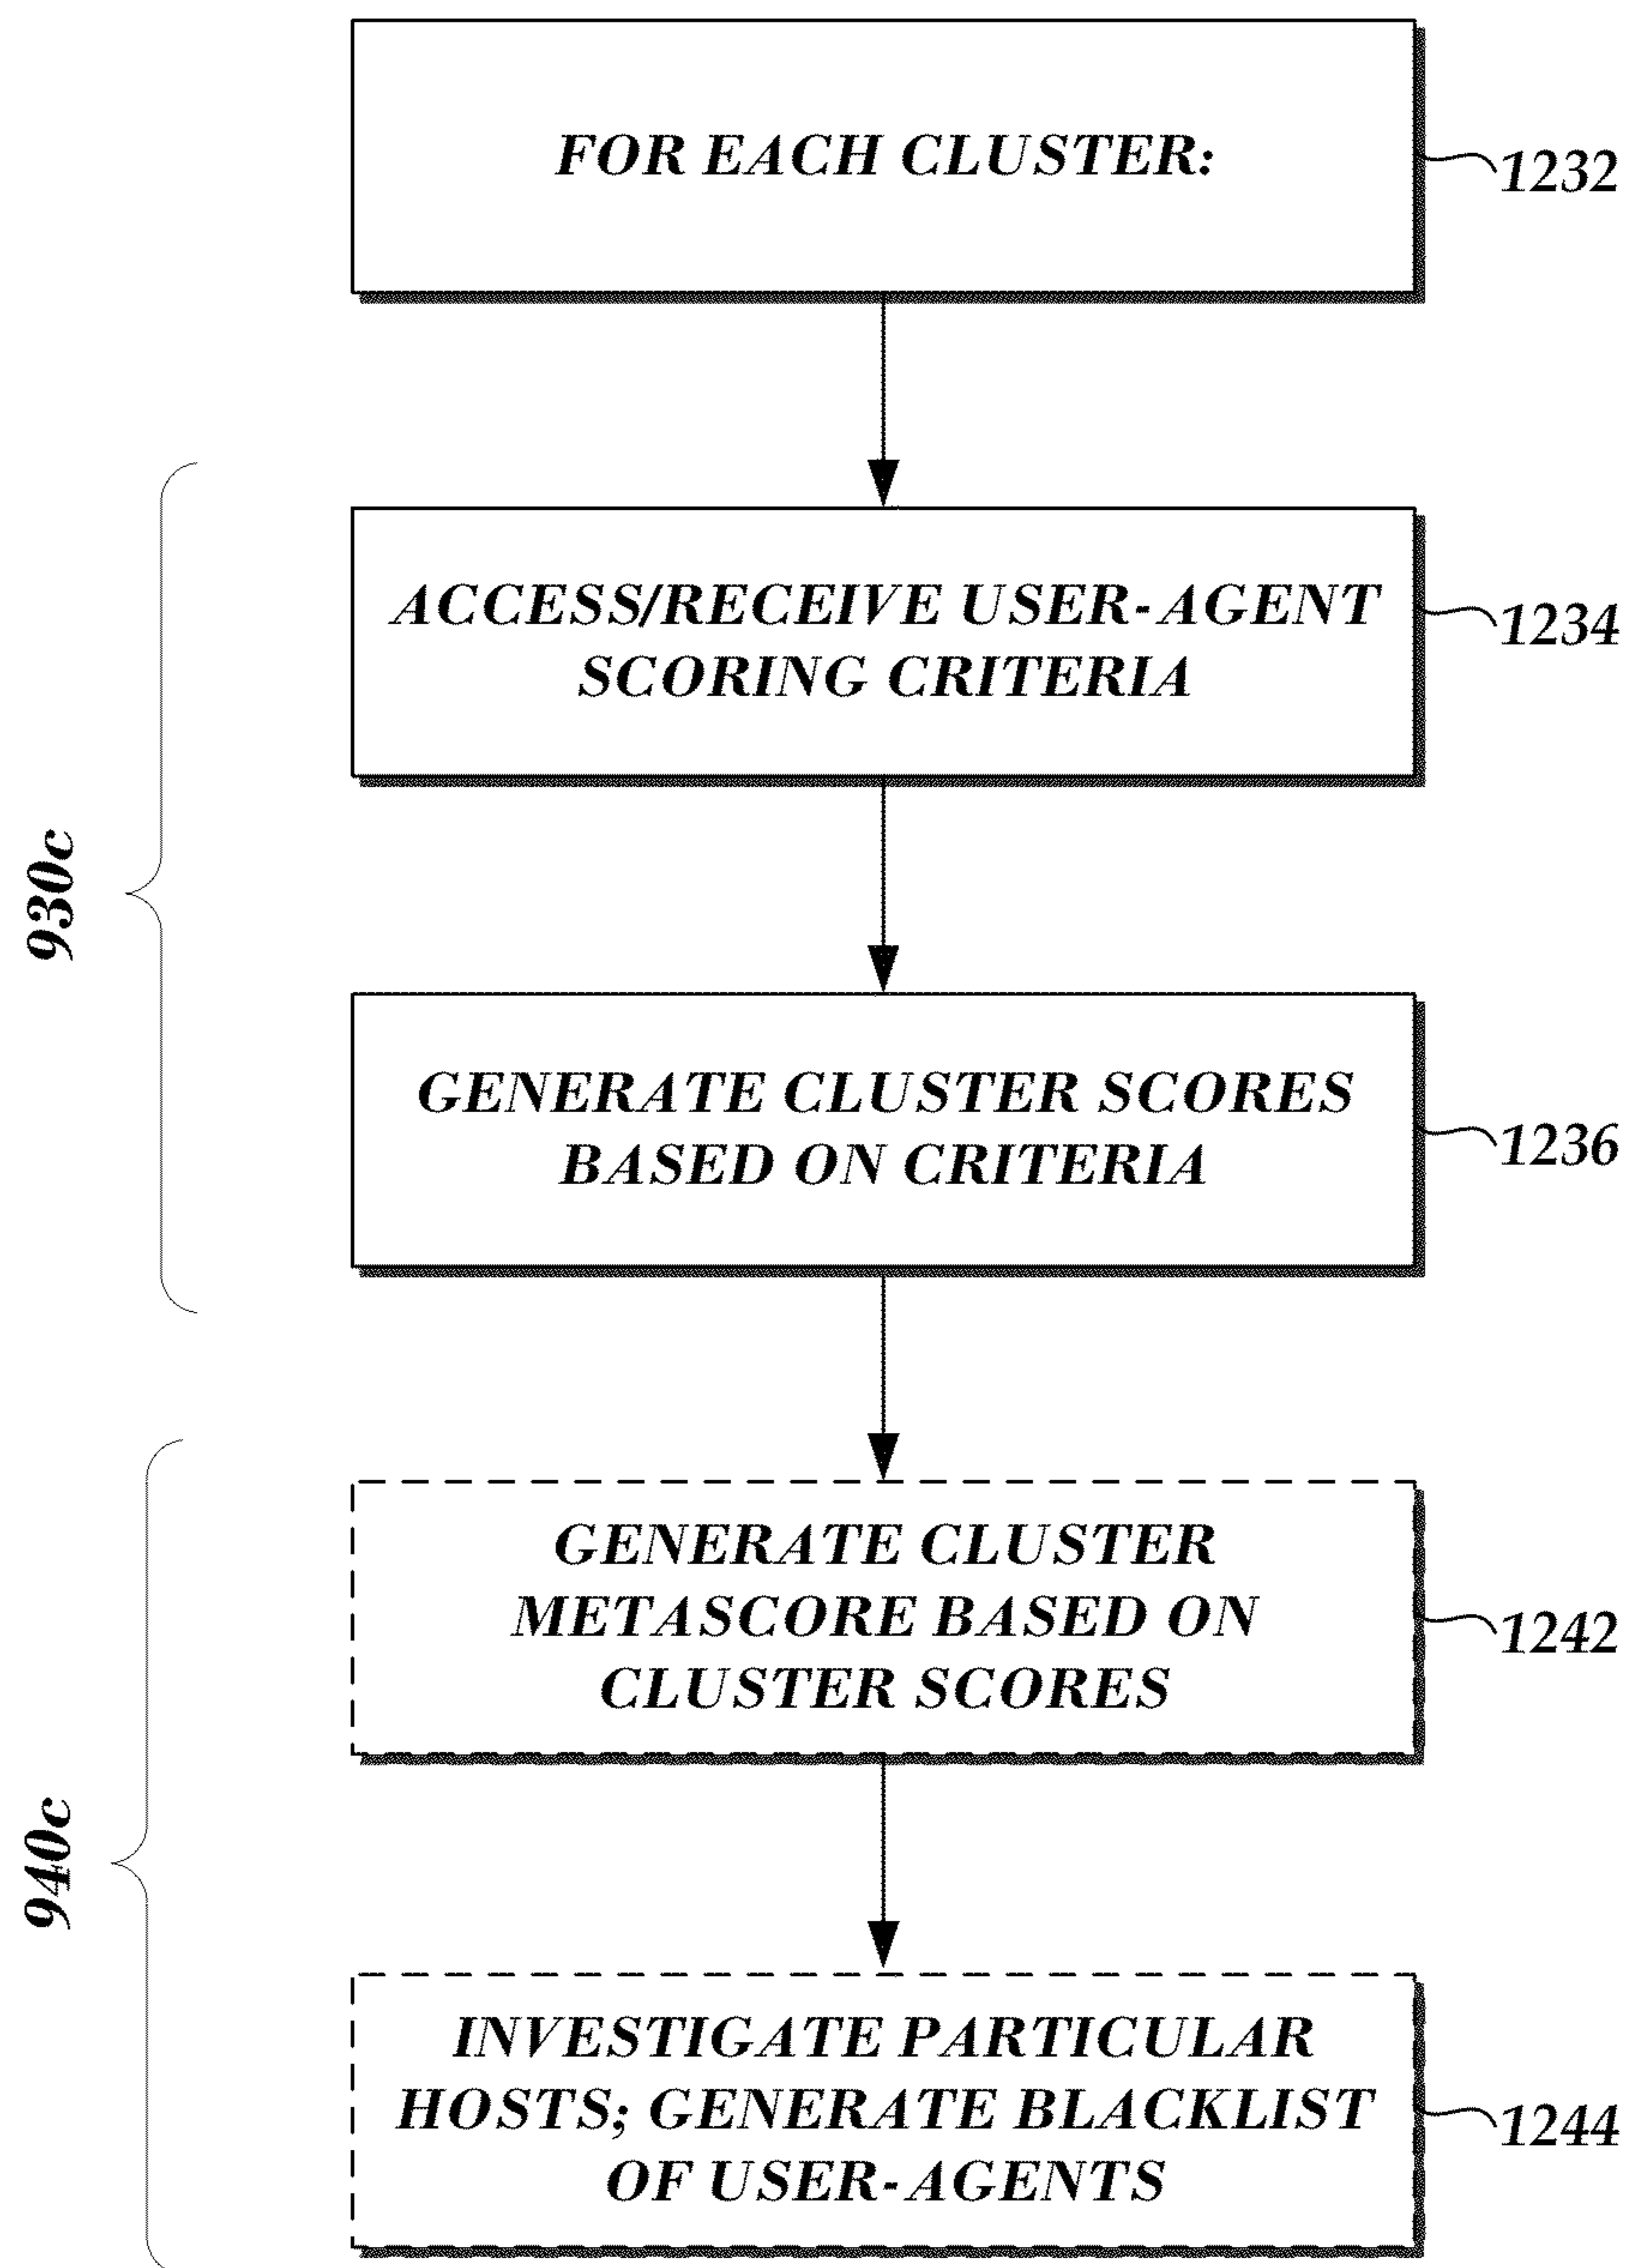 FOR EACH CLUSTER:
1232
930c
ACCESS/RECEIVE USER-AGENT
SCORING CRITERIA
1234
GENERATE CLUSTER SCORES
BASED ON CRITERIA
1236
940c
GENERATE CLUSTER
METASCORE BASED ON
CLUSTER SCORES
1242
INVESTIGATE PARTICULAR
HOSTS; GENERATE BLACKLIST
OF USER-AGENTS
1244